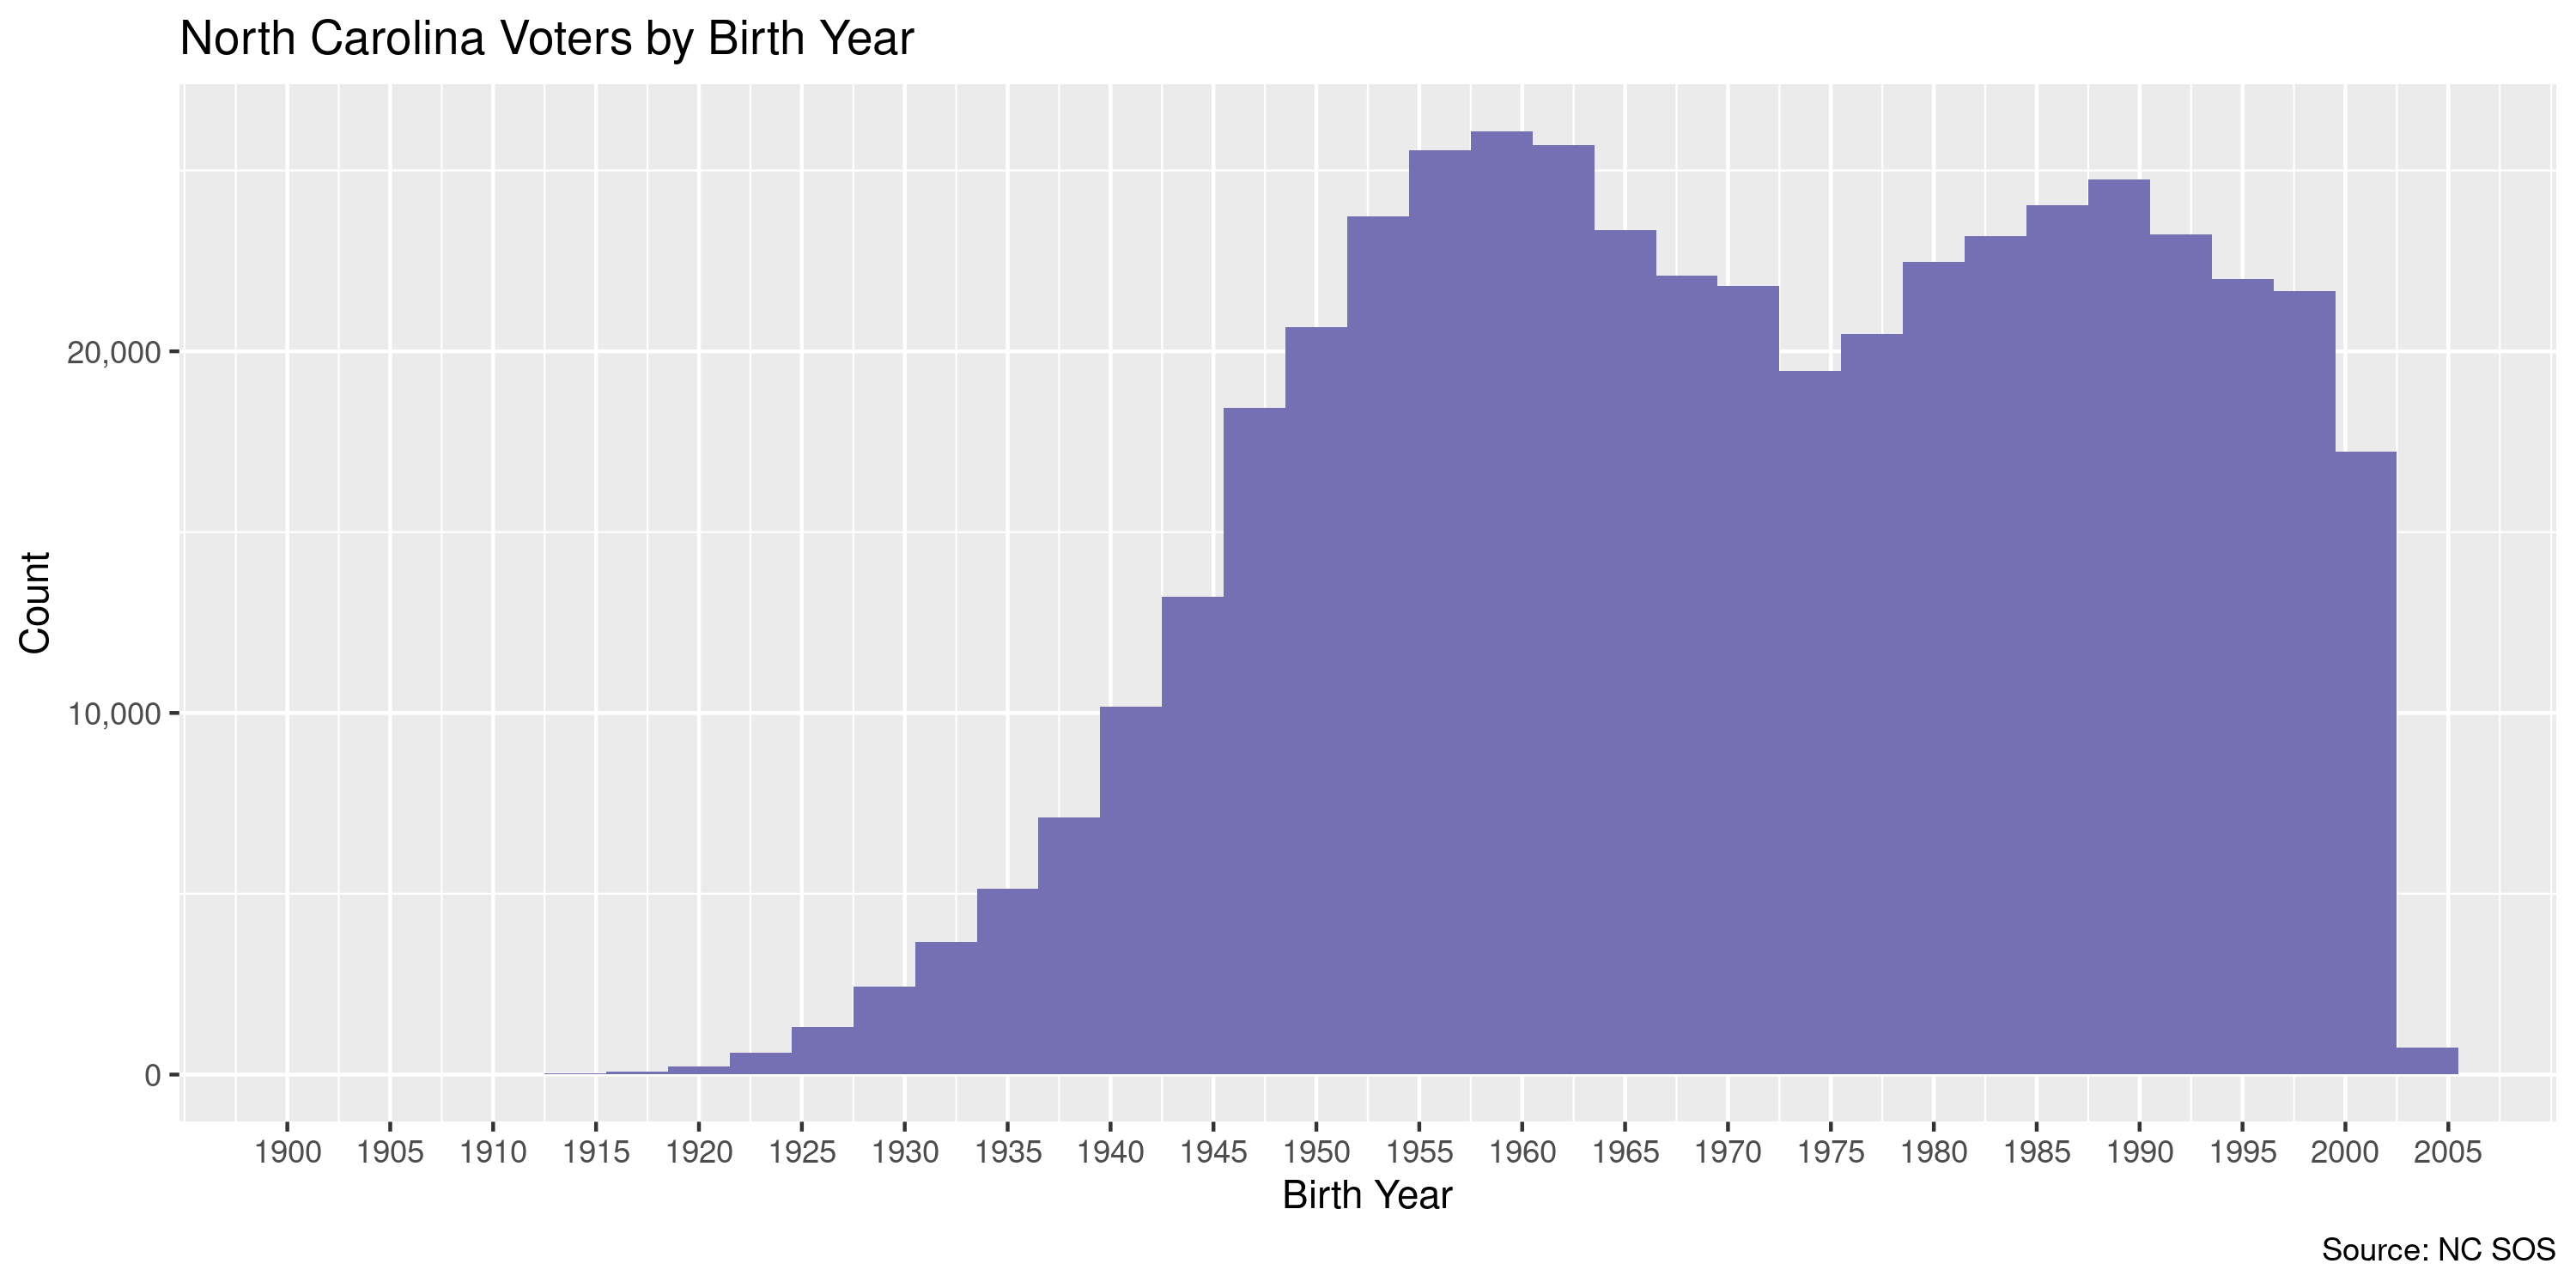 North Carolina Voters by Birth Year
Count
20,000
10,000
0
1900 1905 1910 1915 1920 1925 1930 1935 1940 1945 1950 1955 1960 1965 1970 1975 1980 1985 1990 1995 2000 2005
Birth Year
Source: NC SOS